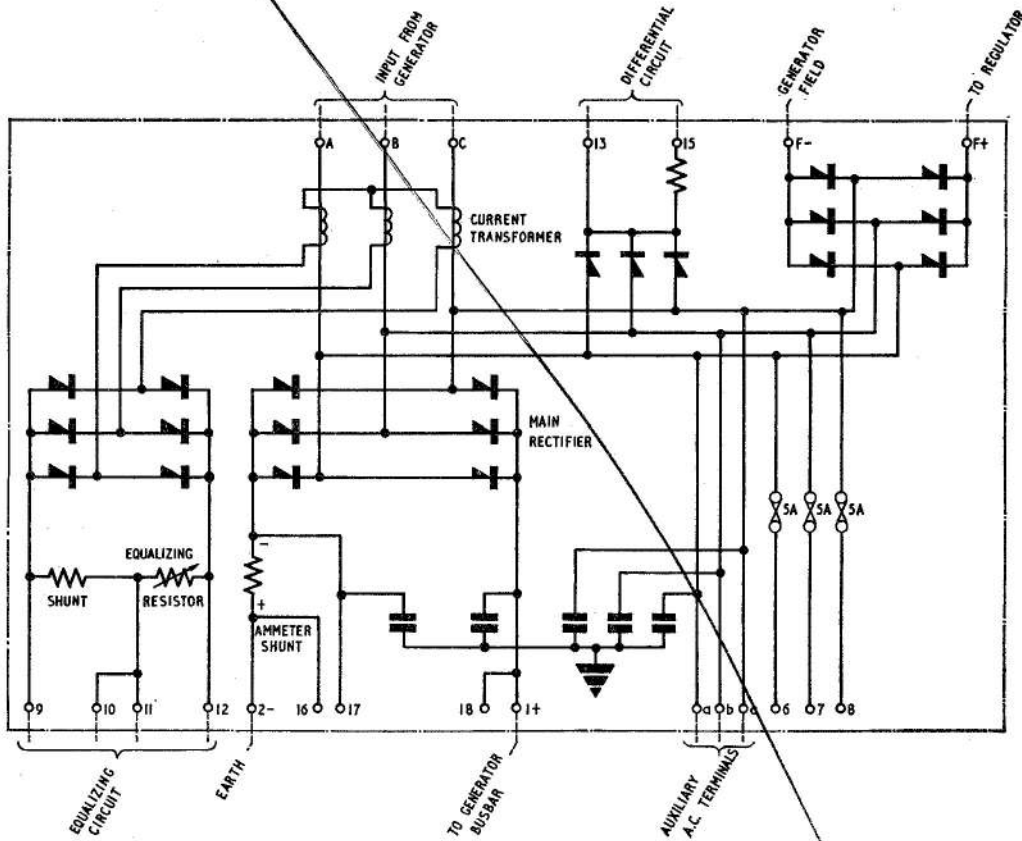 INPUT FROM
GENERATOR
DIFFERENTIAL
CIRCUIT
GENERATOR
FIELD
TO REGULATOR
A
B
C
13
15
F-
F+
CURRENT
TRANSFORMER
MAIN
RECTIFIER
5A
5A
5A
EQUALIZING
SHUNT
RESISTOR
-
+
AMMETER
SHUNT
9
10
11
12
2-
16
17
18
1+
a
b
6
7
8
EQUALIZING
CIRCUIT
EARTH
TO GENERATOR
BUSBAR
AUXILIARY
A.C. TERMINALS